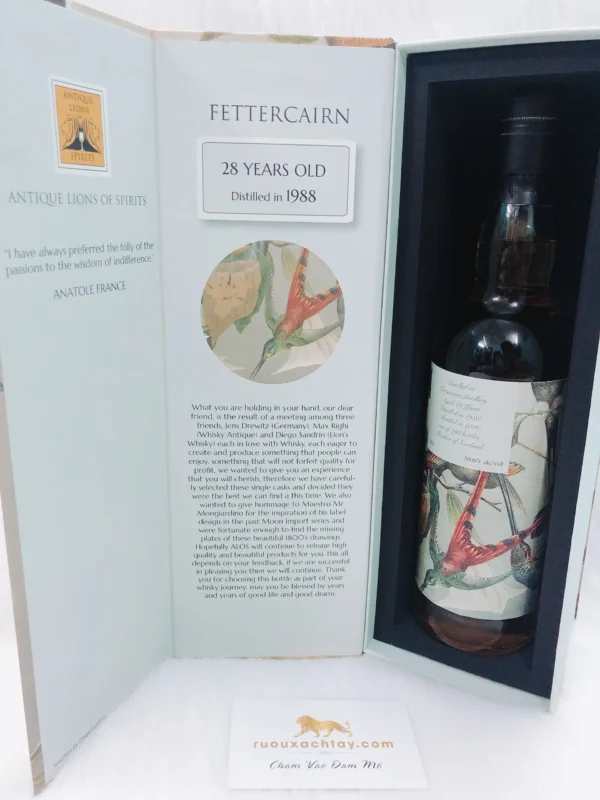 ANTIQUE
LIONS
SPIRITS
ANTIQUE LIONS OF SPIRITS
"I have always preferred the folly of the
passions to the wisdom of indifference"
ANATOLE FRANCE
FETTERCAIRN
28 YEARS OLD
Distilled in 1988
What you are holding in your hand, our dear
friend, is the result of a meeting among three
friends, Jens Drewitz (Germany), Max Righi
(Whisky Antique) and Diego Sandrin (Lion's
Whisky) each in love with Whisky, each eager to
create and produce something that people can
enjoy, something that will not forfeit quality for
profit, we wanted to give you an experience
that you will cherish, therefore we have careful-
ly selected these single casks and decided they
were the best we can find a this time. We also
wanted to give hommage to Maestro Mr
Mongiardino for the inspiration of his label
design in the past Moon Import series and
were fortunate enough to find the missing
plates of these beautiful 1800's drawings
Hopefully ALOS will continue to release high
quality and beautiful products for you, this all
depends on your feedback, if we are successful
in pleasing you then we will continue. Thank
you for choosing this bottle as part of your
whisky journey, may you be blessed by years
and years of good life and good drams.
Distilled at
distillery
Distilled in 1988
ruouxachtay.com
Chạm Vào Đam Mê